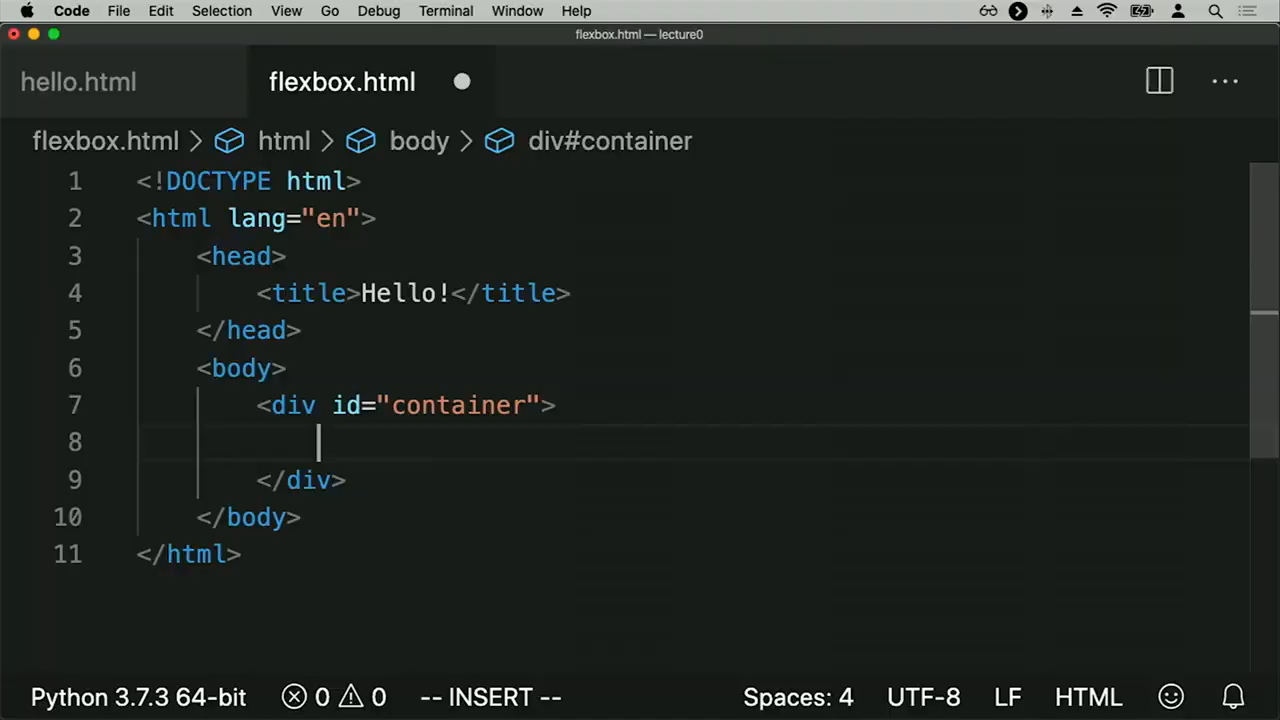 Code File Edit Selection View Go Debug Terminal Window Help
flexbox.html — lecture0
hello.html flexbox.html
flexbox.html > html > body > div#container
1 <!DOCTYPE html>
2 <html lang="en">
3 <head>
4 <title>Hello!</title>
5 </head>
6 <body>
7 <div id="container">
8
9 </div>
10 </body>
11 </html>
Python 3.7.3 64-bit 0 0 -- INSERT -- Spaces: 4 UTF-8 LF HTML